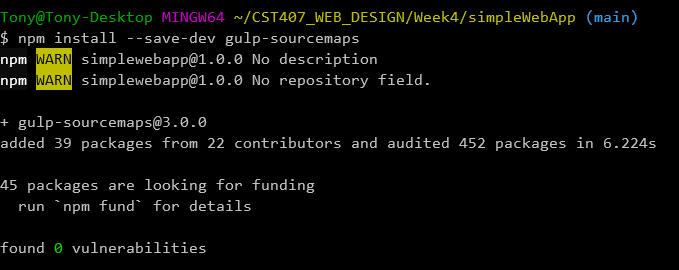 Tony@Tony-Desktop MINGW64 ~/CST407_WEB_DESIGN/Week4/simpleWebApp (main)
$ npm install --save-dev gulp-sourcemaps
npm WARN simplewebapp@1.0.0 No description
npm WARN simplewebapp@1.0.0 No repository field.
+ gulp-sourcemaps@3.0.0
added 39 packages from 22 contributors and audited 452 packages in 6.224s
45 packages are looking for funding
run `npm fund` for details
found 0 vulnerabilities